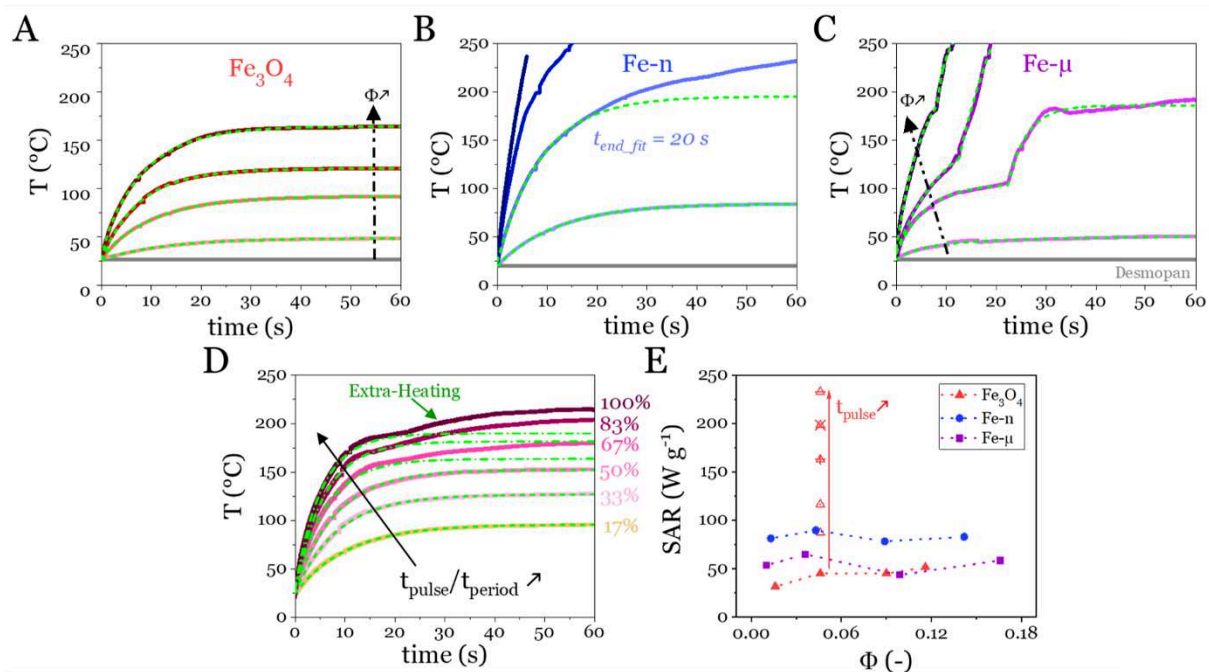 A
Fe₃O₄
Φ↗
T (°C)
250
200
150
100
50
0
0 10 20 30 40 50 60
time (s)
B
Fe-n
t_end_fit = 20 s
T (°C)
250
200
150
100
50
0
0 10 20 30 40 50 60
time (s)
C
Fe-µ
Φ↗
T (°C)
250
200
150
100
50
0
Desmopan
0 10 20 30 40 50 60
time (s)
D
Extra-Heating
T (°C)
250
200
150
100
50
0
100%
83%
67%
50%
33%
17%
t_pulse/t_period ↗
0 10 20 30 40 50 60
time (s)
E
SAR (W g⁻¹)
250
200
150
100
50
0
t_pulse ↗
Fe₃O₄
Fe-n
Fe-µ
0.00 0.06 0.12 0.18
Φ (-)